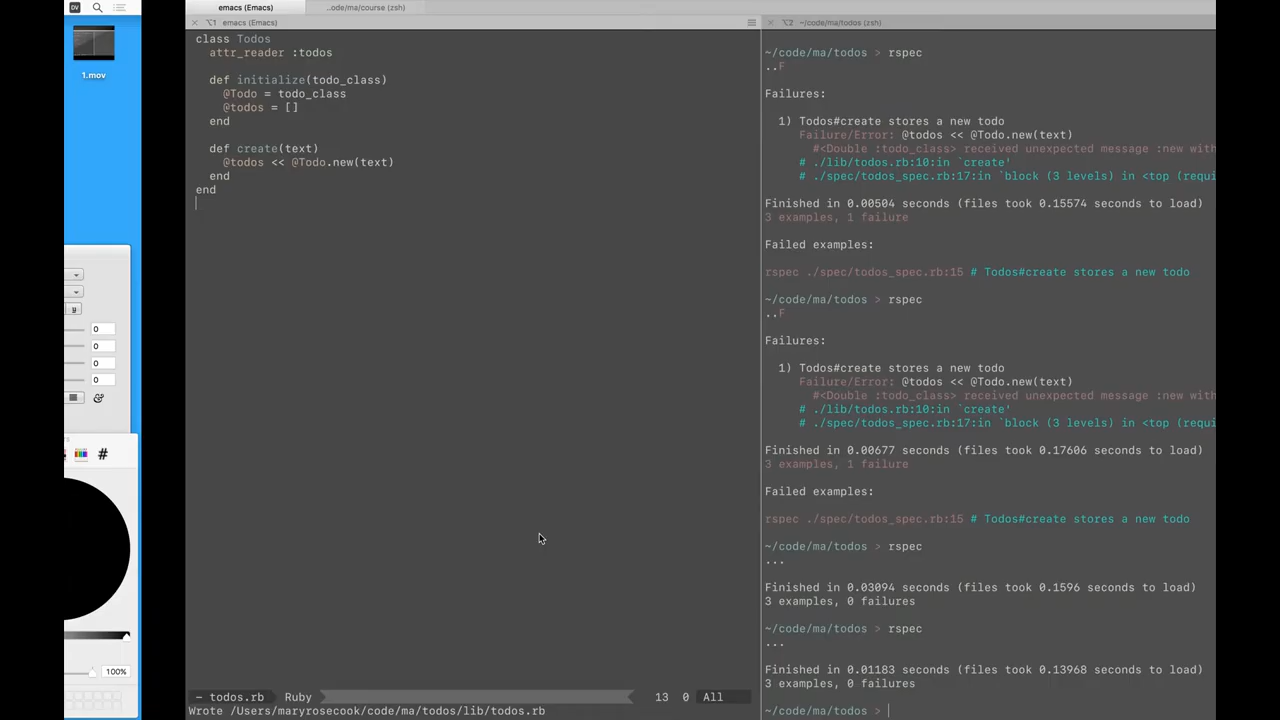 DV
emacs (Emacs)
..ode/ma/course (zsh)
⌥1 emacs (Emacs)
⌥2 ~/code/ma/todos (zsh)
1.mov
y
0
0
0
0
#
100%
class Todos
  attr_reader :todos
  def initialize(todo_class)
    @Todo = todo_class
    @todos = []
  end
  def create(text)
    @todos << @Todo.new(text)
  end
end
- todos.rb Ruby 13 0 All
Wrote /Users/maryrosecook/code/ma/todos/lib/todos.rb
~/code/ma/todos > rspec
..F
Failures:
  1) Todos#create stores a new todo
     Failure/Error: @todos << @Todo.new(text)
       #<Double :todo_class> received unexpected message :new with
     # ./lib/todos.rb:10:in `create'
     # ./spec/todos_spec.rb:17:in `block (3 levels) in <top (requi
Finished in 0.00504 seconds (files took 0.15574 seconds to load)
3 examples, 1 failure
Failed examples:
rspec ./spec/todos_spec.rb:15 # Todos#create stores a new todo
~/code/ma/todos > rspec
..F
Failures:
  1) Todos#create stores a new todo
     Failure/Error: @todos << @Todo.new(text)
       #<Double :todo_class> received unexpected message :new with
     # ./lib/todos.rb:10:in `create'
     # ./spec/todos_spec.rb:17:in `block (3 levels) in <top (requi
Finished in 0.00677 seconds (files took 0.17606 seconds to load)
3 examples, 1 failure
Failed examples:
rspec ./spec/todos_spec.rb:15 # Todos#create stores a new todo
~/code/ma/todos > rspec
...
Finished in 0.03094 seconds (files took 0.1596 seconds to load)
3 examples, 0 failures
~/code/ma/todos > rspec
...
Finished in 0.01183 seconds (files took 0.13968 seconds to load)
3 examples, 0 failures
~/code/ma/todos >